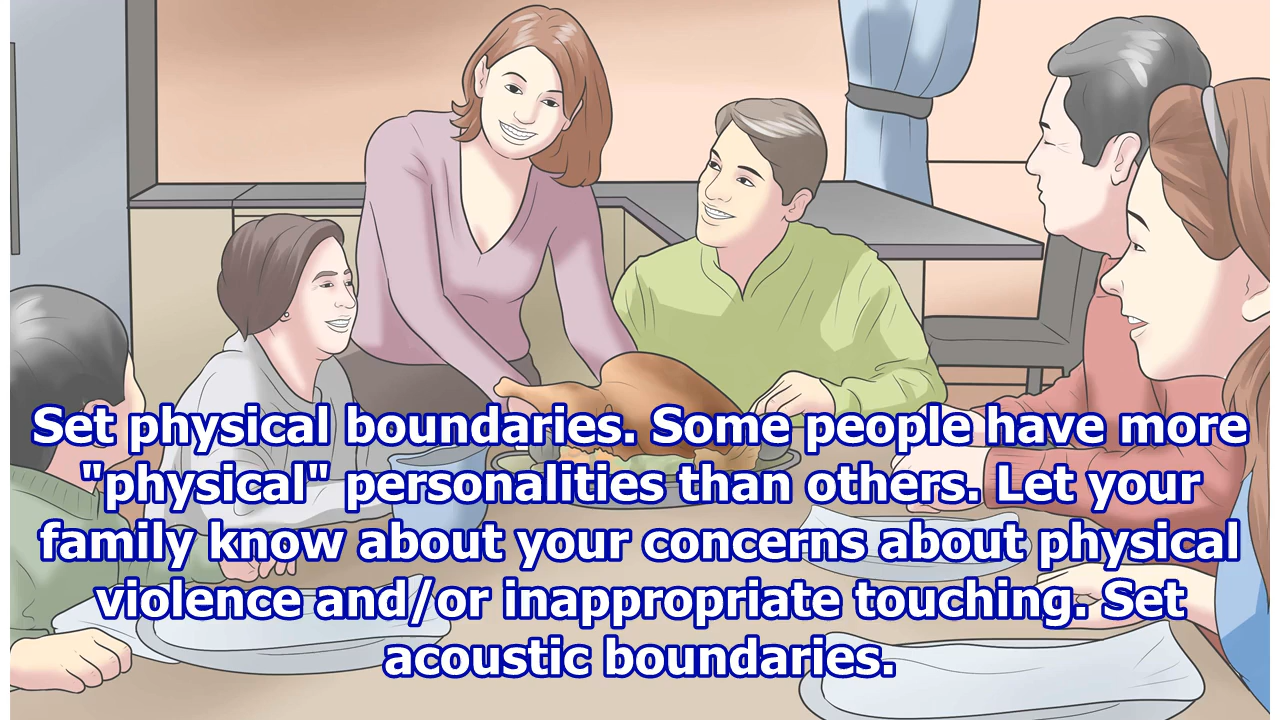 Set physical boundaries. Some people have more
"physical" personalities than others. Let your
family know about your concerns about physical
violence and/or inappropriate touching. Set
acoustic boundaries.